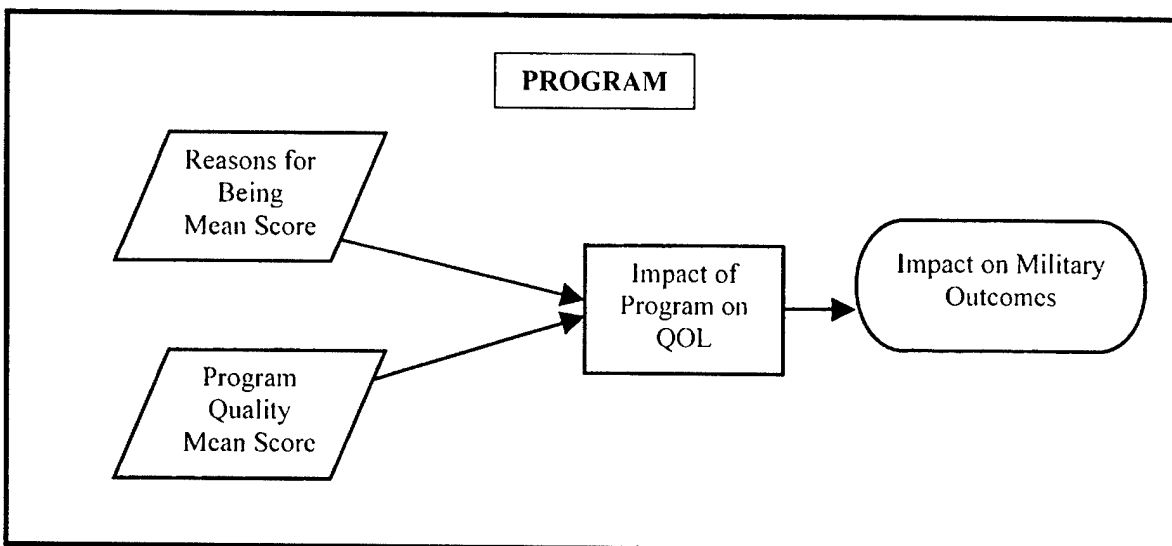 PROGRAM
Reasons for
Being
Mean Score
Program
Quality
Mean Score
Impact of
Program on
QOL
Impact on Military
Outcomes